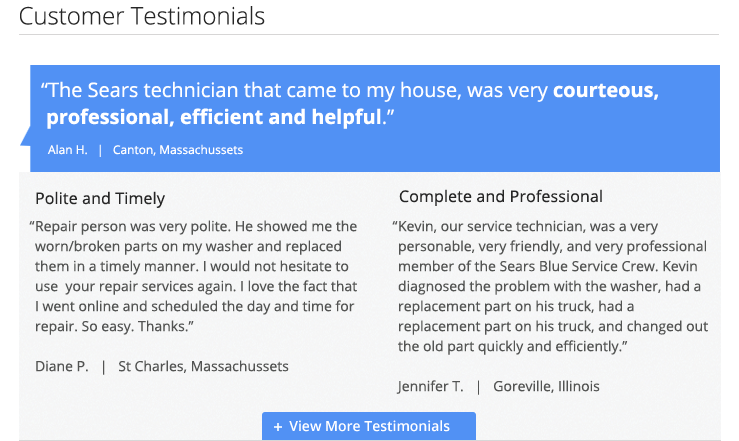 Customer Testimonials
“The Sears technician that came to my house, was very courteous,
professional, efficient and helpful.”
Alan H. | Canton, Massachussets
Polite and Timely
“Repair person was very polite. He showed me the
worn/broken parts on my washer and replaced
them in a timely manner. I would not hesitate to
use  your repair services again. I love the fact that
I went online and scheduled the day and time for
repair. So easy. Thanks.”
Diane P. | St Charles, Massachussets
Complete and Professional
“Kevin, our service technician, was a very
personable, very friendly, and very professional
member of the Sears Blue Service Crew. Kevin
diagnosed the problem with the washer, had a
replacement part on his truck, had a
replacement part on his truck, and changed out
the old part quickly and efficiently.”
Jennifer T. | Goreville, Illinois
+ View More Testimonials